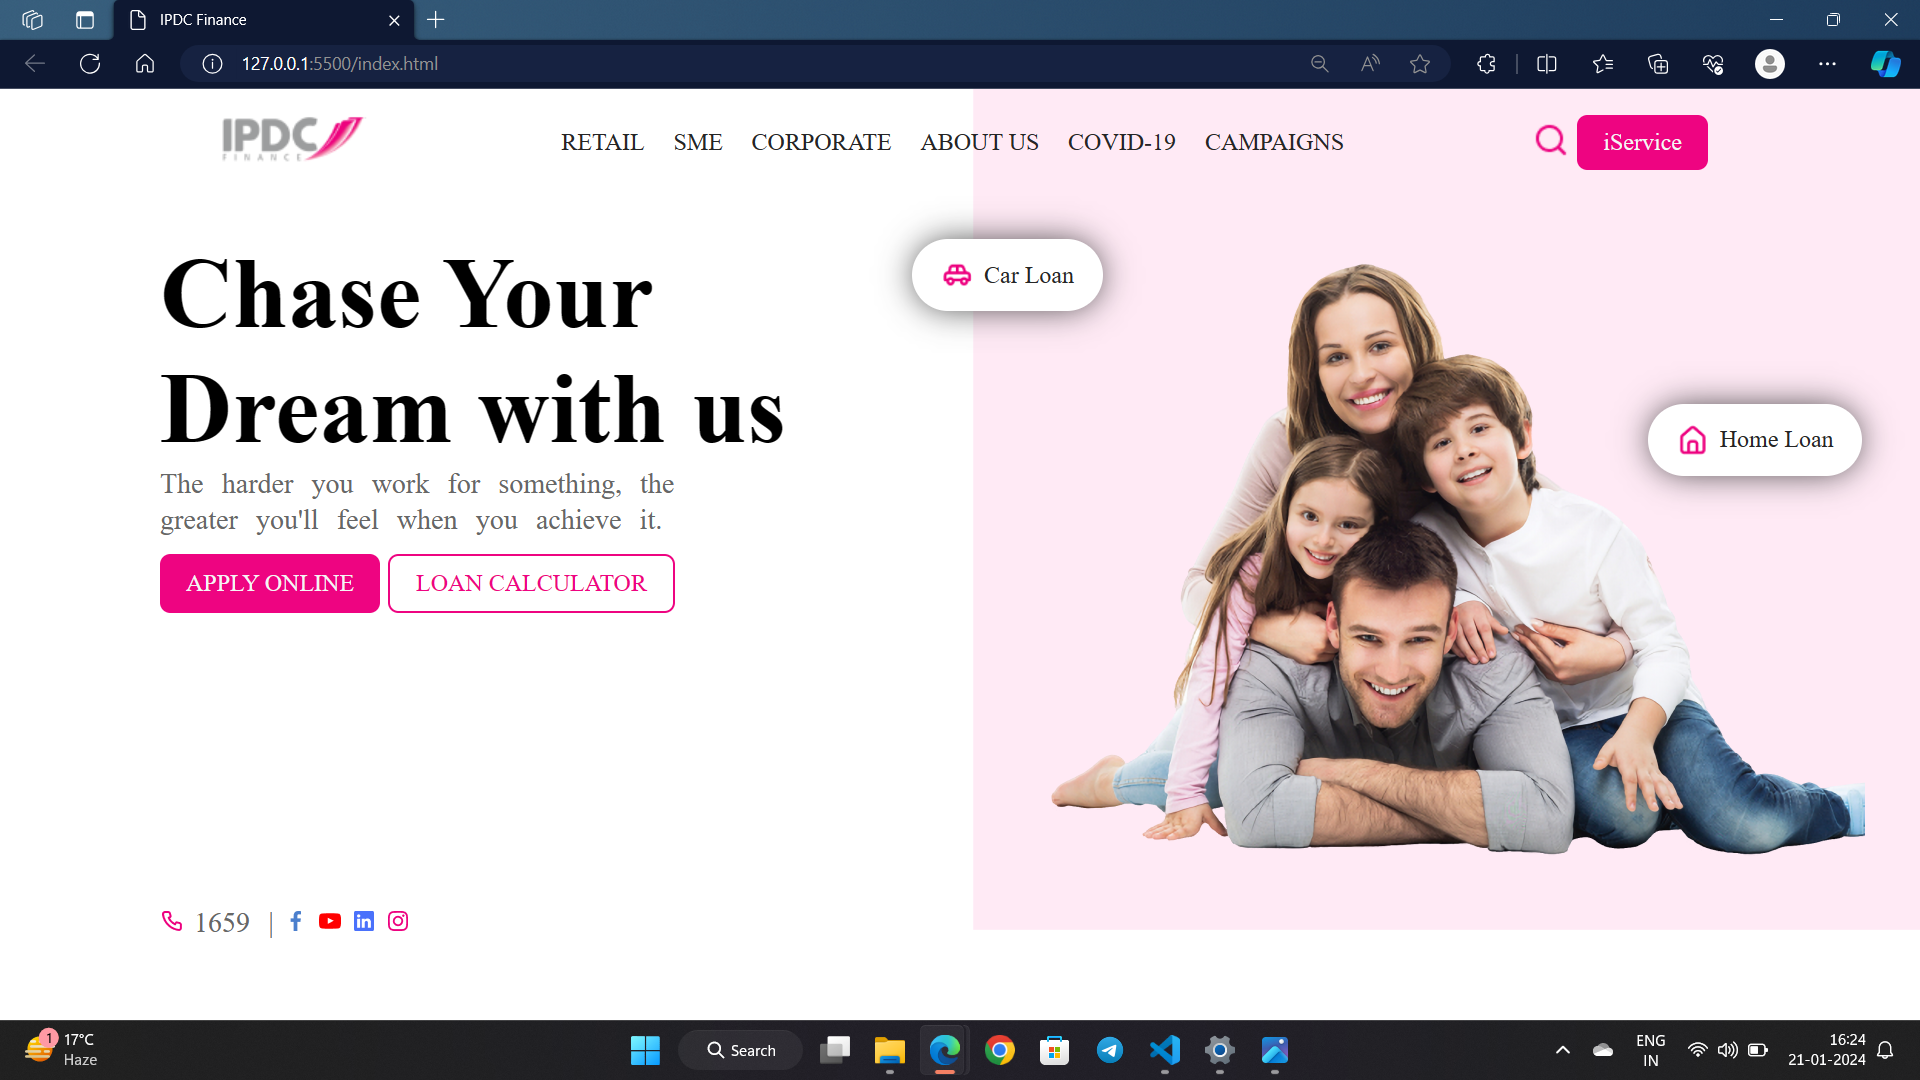 IPDC Finance
127.0.0.1:5500/index.html
IPDC
FINANCE
RETAIL SME CORPORATE ABOUT US COVID-19 CAMPAIGNS
iService
Car Loan
Chase Your
Dream with us
Home Loan
The harder you work for something, the
greater you'll feel when you achieve it.
APPLY ONLINE LOAN CALCULATOR
1659 |
1
17°C
Haze
Search
ENG
IN
16:24
21-01-2024